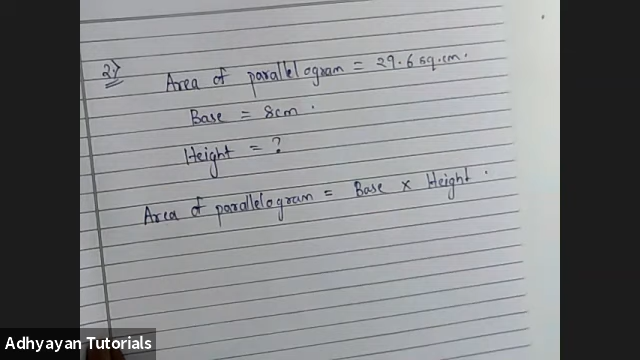 2)
Area of parallelogram = 29.6 sq.cm.
Base = 8cm.
Height = ?
Area of parallelogram = Base × Height.
Adhyayan Tutorials